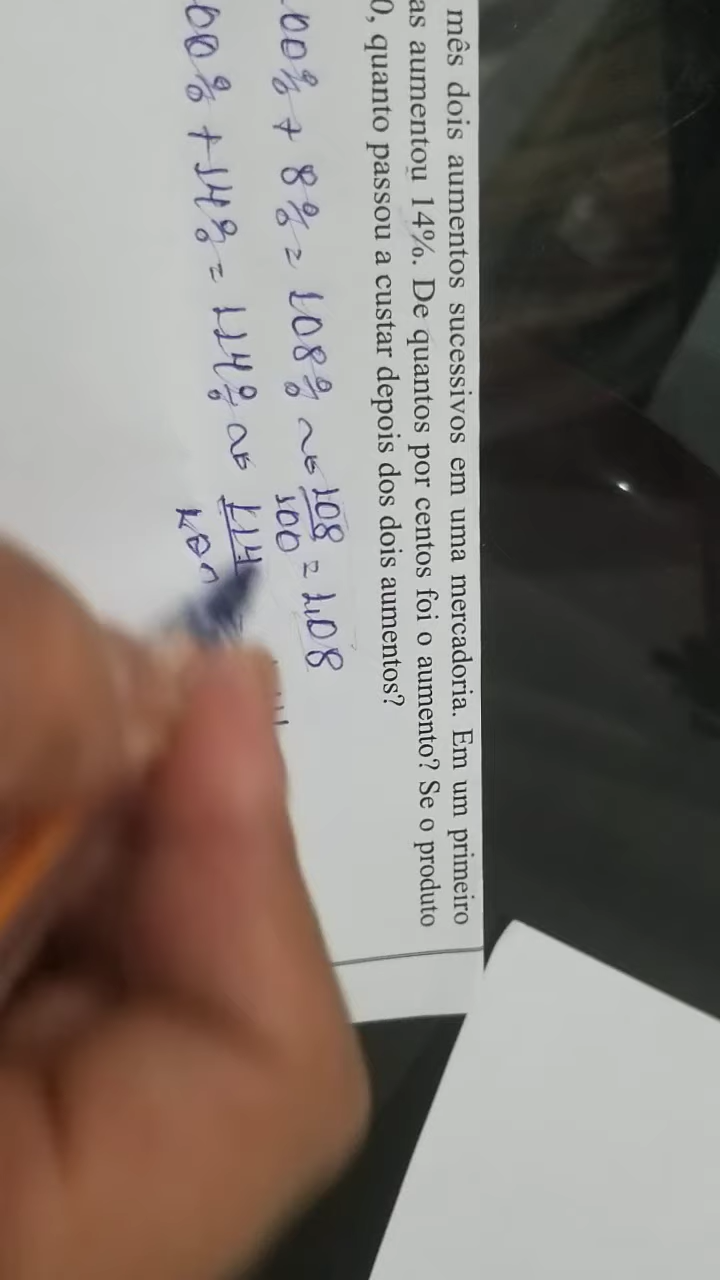 mês dois aumentos sucessivos em uma mercadoria. Em um primeiro
as aumentou 14%. De quantos por centos foi o aumento? Se o produto
0, quanto passou a custar depois dos dois aumentos?
00% + 8% = 108% → 108/100 = 1,08
00% + 14% = 114% → 114/100 =